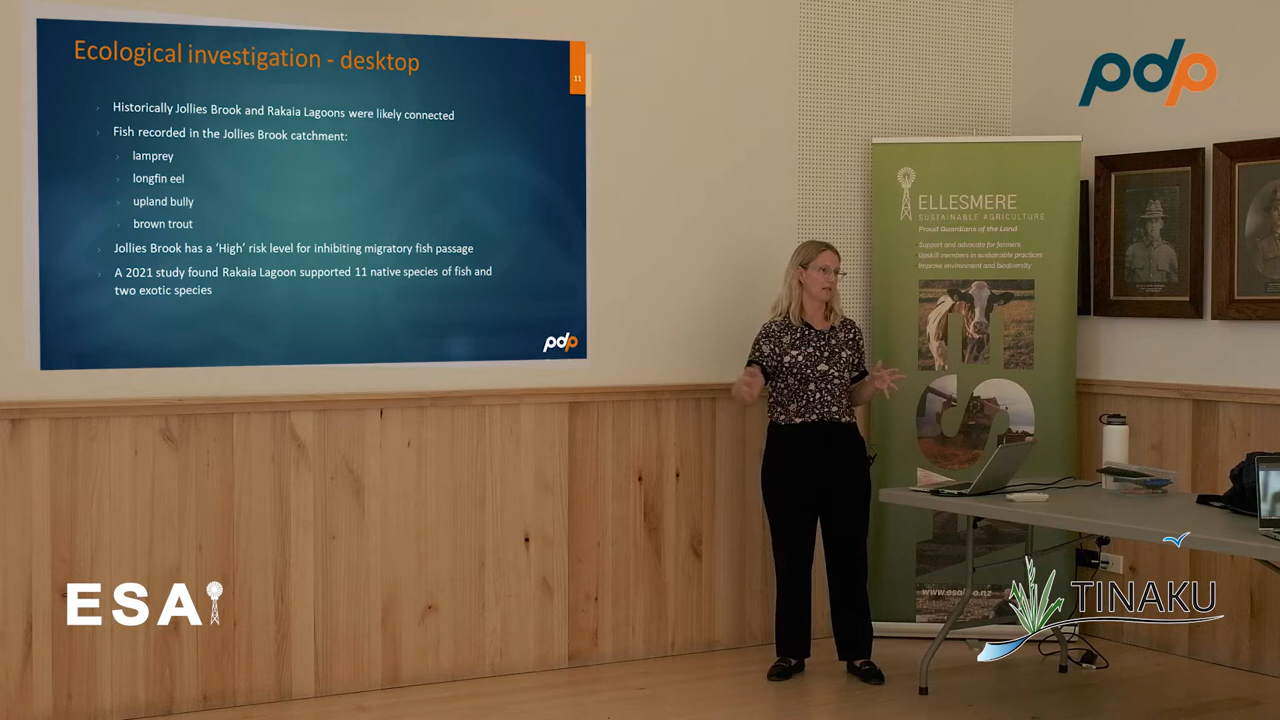 Ecological investigation - desktop
11
Historically Jollies Brook and Rakaia Lagoons were likely connected
Fish recorded in the Jollies Brook catchment:
lamprey
longfin eel
upland bully
brown trout
Jollies Brook has a ‘High’ risk level for inhibiting migratory fish passage
A 2021 study found Rakaia Lagoon supported 11 native species of fish and
two exotic species
pdp
pdp
ELLESMERE
SUSTAINABLE AGRICULTURE
Proud Guardians of the Land
Support and advocate for farmers
Upskill members in sustainable practices
Improve environment and biodiversity
ES
ESAI
TINAKU